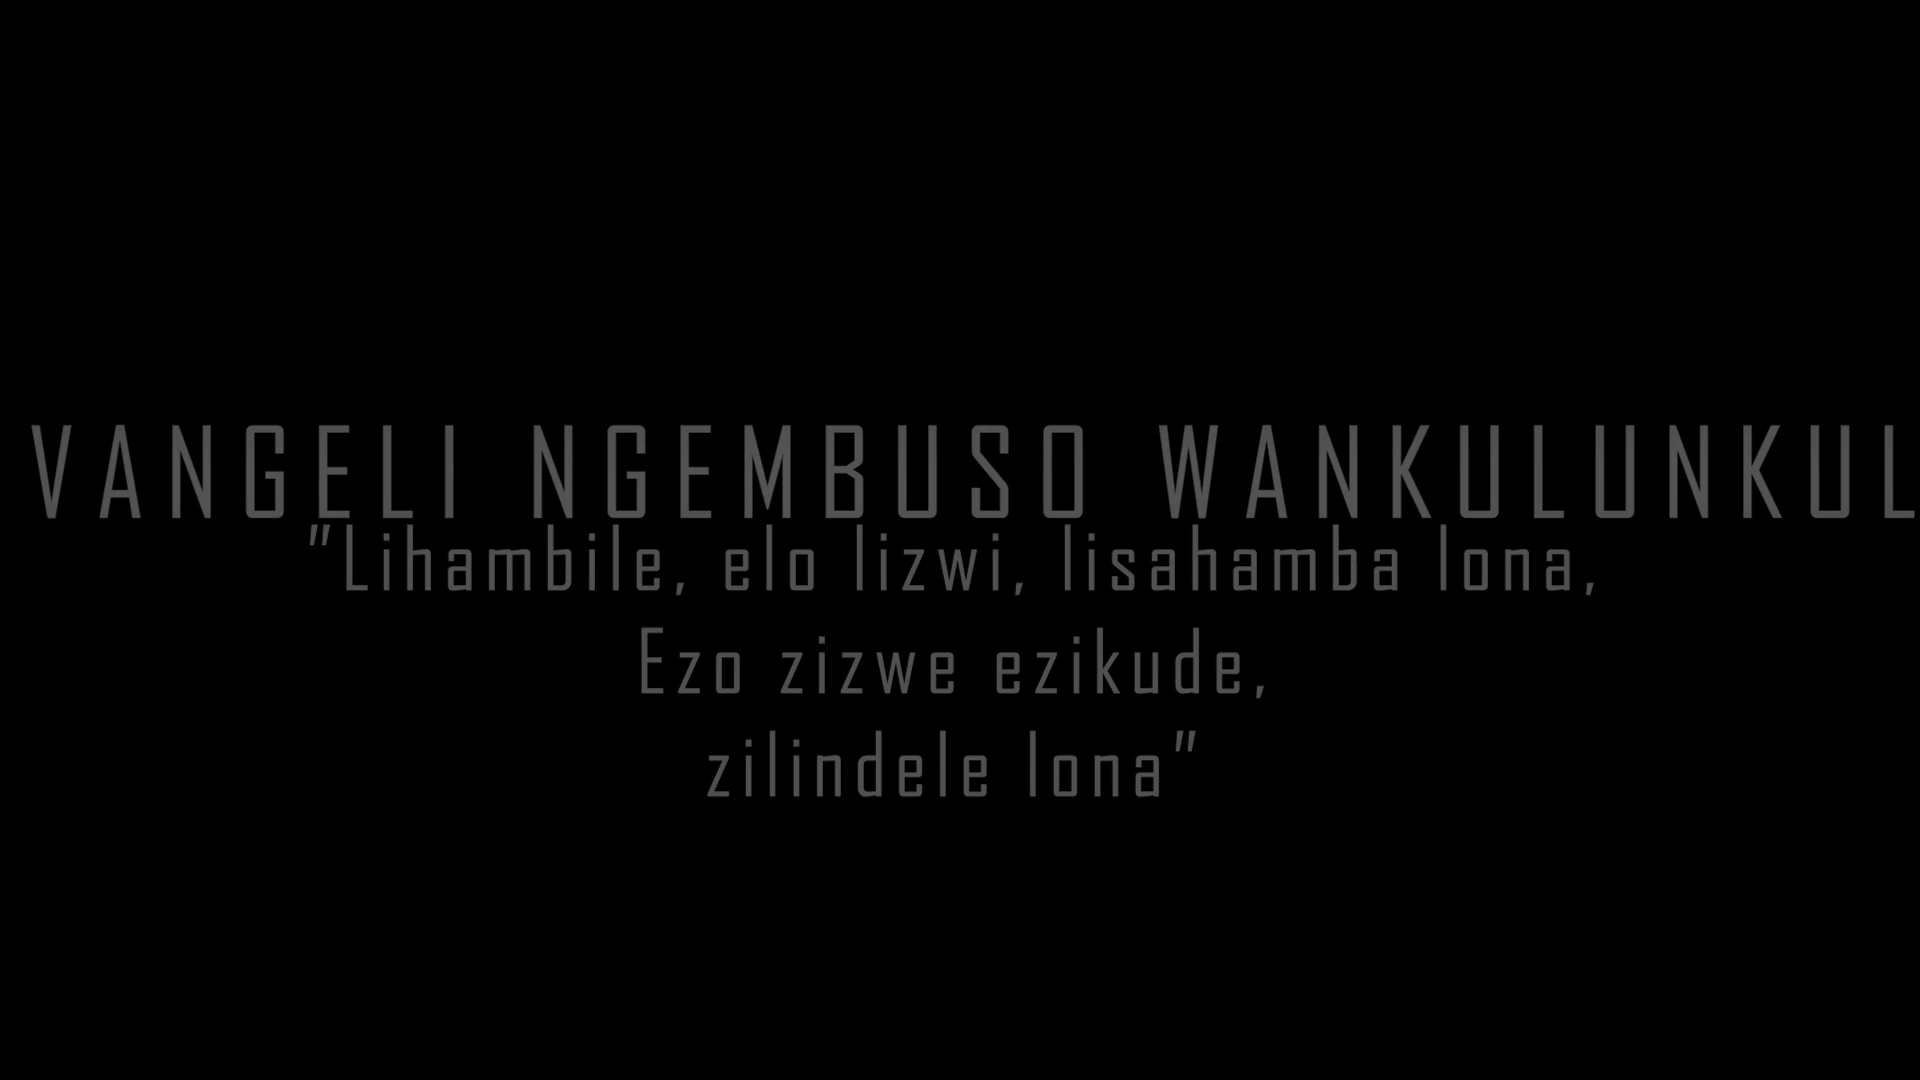 VANGELI NGEMBUSO WANKULUNKUL
"Lihambile, elo lizwi, lisahamba lona,
Ezo zizwe ezikude,
zilindele lona"